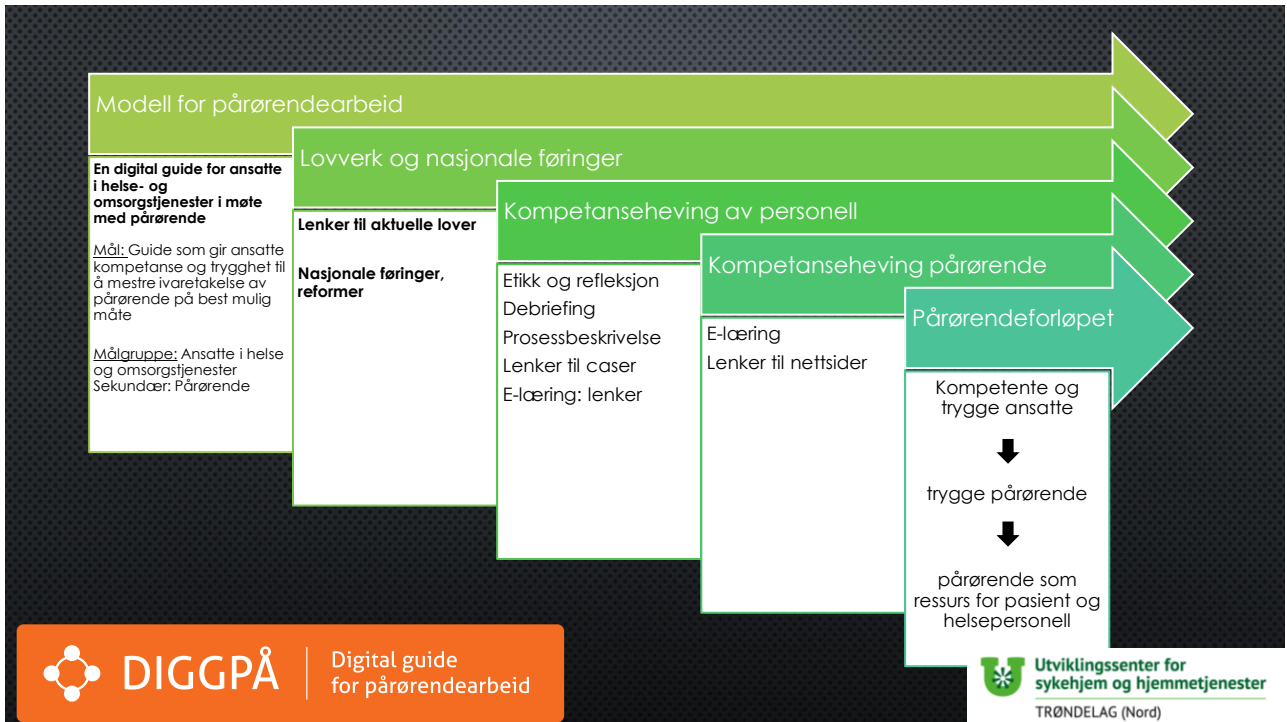 Modell for pårørendearbeid
En digital guide for ansatte
i helse- og
omsorgstjenester i møte
med pårørende
Mål: Guide som gir ansatte
kompetanse og trygghet til
å mestre ivaretakelse av
pårørende på best mulig
måte
Målgruppe: Ansatte i helse
og omsorgstjenester
Sekundær: Pårørende
Lovverk og nasjonale føringer
Lenker til aktuelle lover
Nasjonale føringer,
reformer
Kompetanseheving av personell
Etikk og refleksjon
Debriefing
Prosessbeskrivelse
Lenker til caser
E-læring: lenker
Kompetanseheving pårørende
E-læring
Lenker til nettsider
Pårørendeforløpet
Kompetente og
trygge ansatte
trygge pårørende
pårørende som
ressurs for pasient og
helsepersonell
DIGGPÅ
Digital guide
for pårørendearbeid
Utviklingssenter for
sykehjem og hjemmetjenester
TRØNDELAG (Nord)